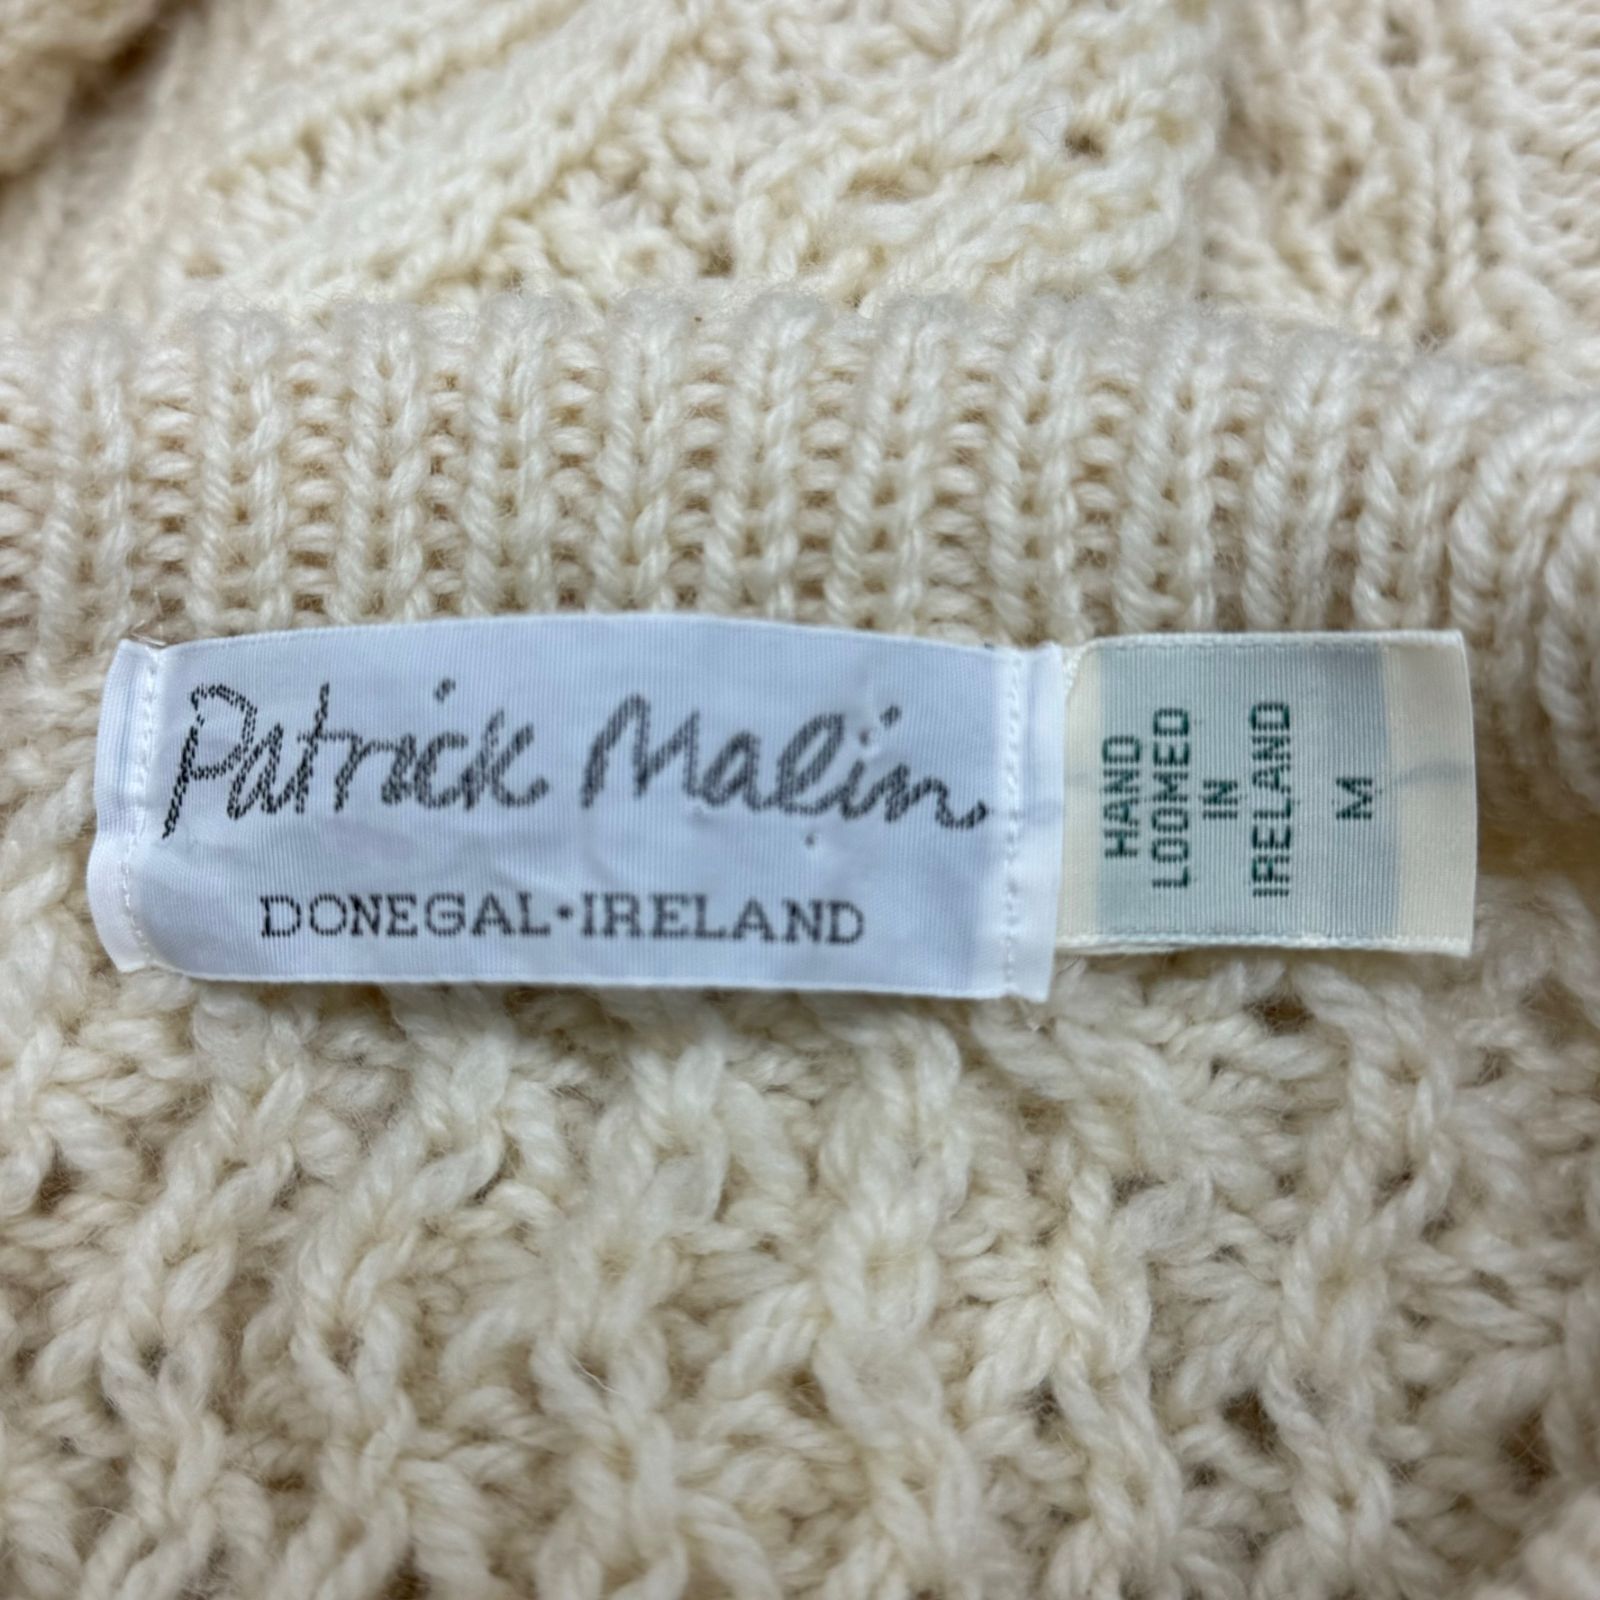 Patrick Malin
DONEGAL•IRELAND
HAND
LOOMED
IN
IRELAND
M